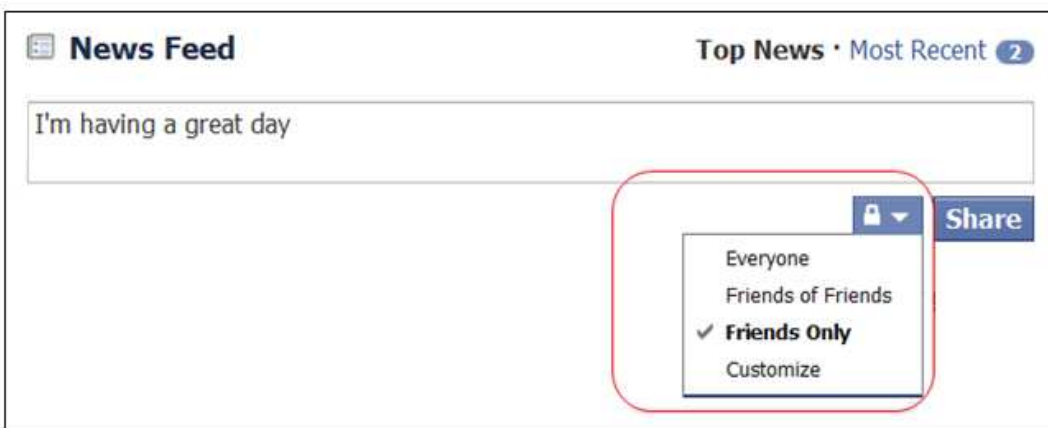 News Feed
Top News · Most Recent 2
I'm having a great day
Share
Everyone
Friends of Friends
Friends Only
Customize